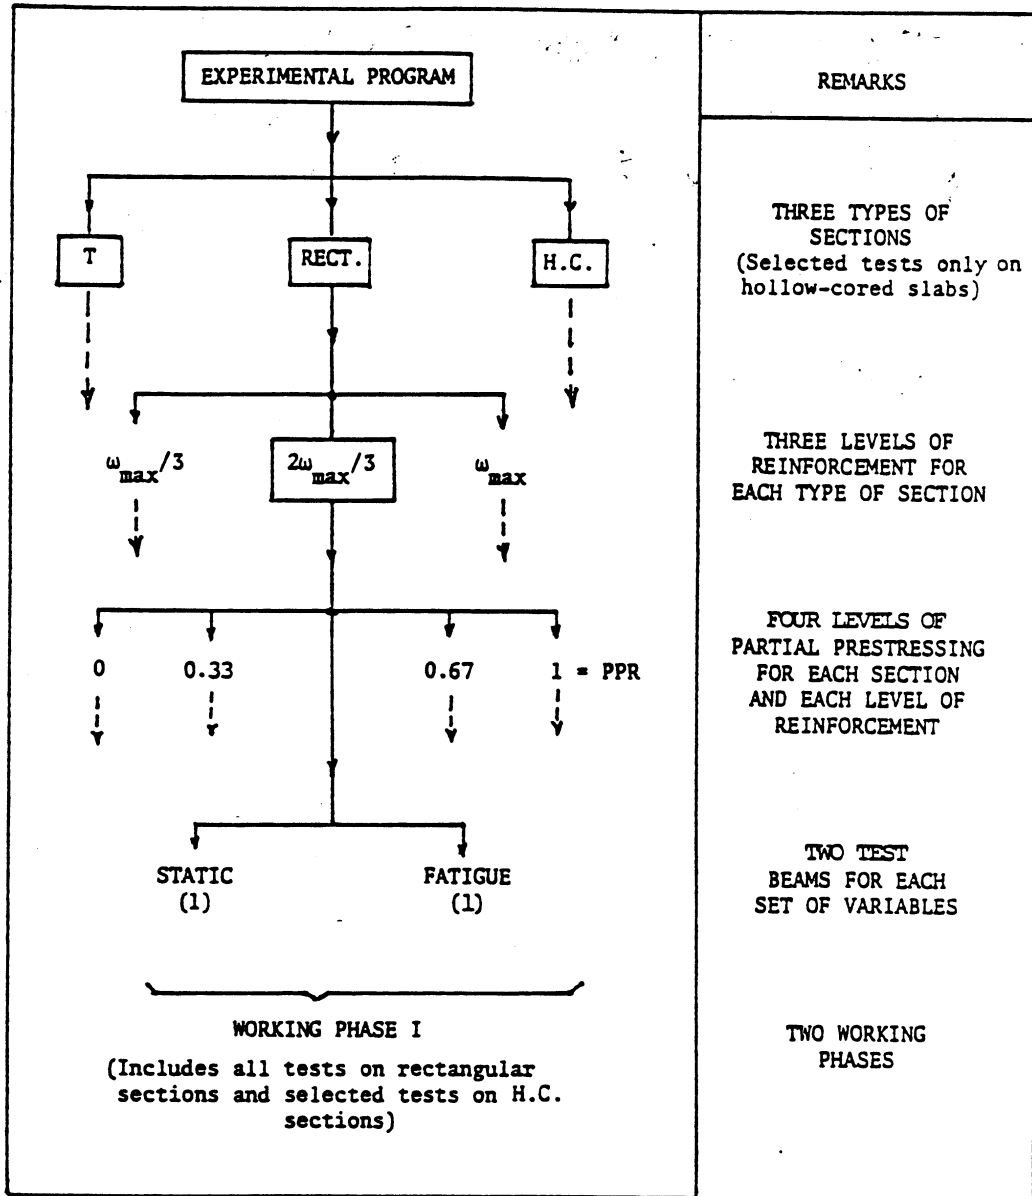 EXPERIMENTAL PROGRAM
REMARKS
T
RECT.
H.C.
THREE TYPES OF
SECTIONS
(Selected tests only on
hollow-cored slabs)
ω_max/3
2ω_max/3
ω_max
THREE LEVELS OF
REINFORCEMENT FOR
EACH TYPE OF SECTION
0
0.33
0.67
1 = PPR
FOUR LEVELS OF
PARTIAL PRESTRESSING
FOR EACH SECTION
AND EACH LEVEL OF
REINFORCEMENT
STATIC
(1)
FATIGUE
(1)
TWO TEST
BEAMS FOR EACH
SET OF VARIABLES
WORKING PHASE I
(Includes all tests on rectangular
sections and selected tests on H.C.
sections)
TWO WORKING
PHASES